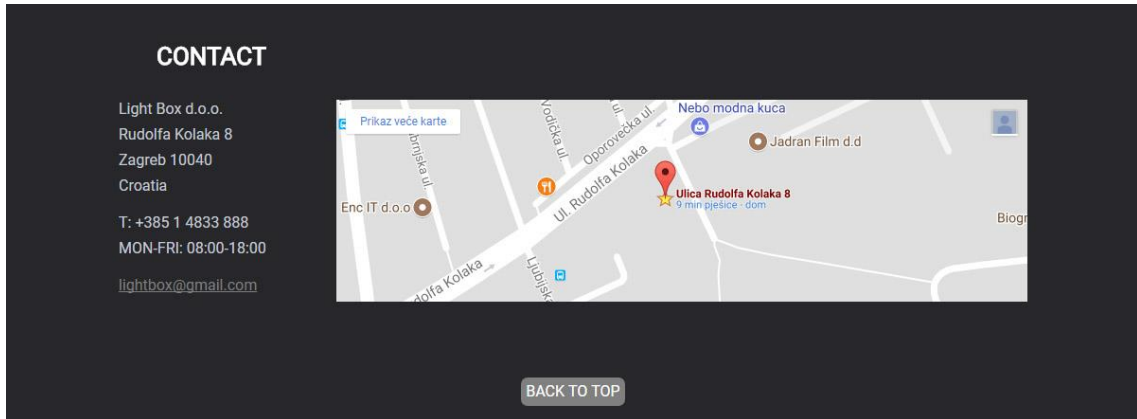 CONTACT
Light Box d.o.o.
Rudolfa Kolaka 8
Zagreb 10040
Croatia
T: +385 1 4833 888
MON-FRI: 08:00-18:00
lightbox@gmail.com
Prikaz veće karte
Vodička ul.
ul.
Oporovečka ul.
Nebo modna kuca
Jadran Film d.d
Ul. Rudolfa Kolaka
Ulica Rudolfa Kolaka 8
9 min pješice - dom
Enc IT d.o.o
Biogr
Ljubijsk
dolfa Kolaka
BACK TO TOP